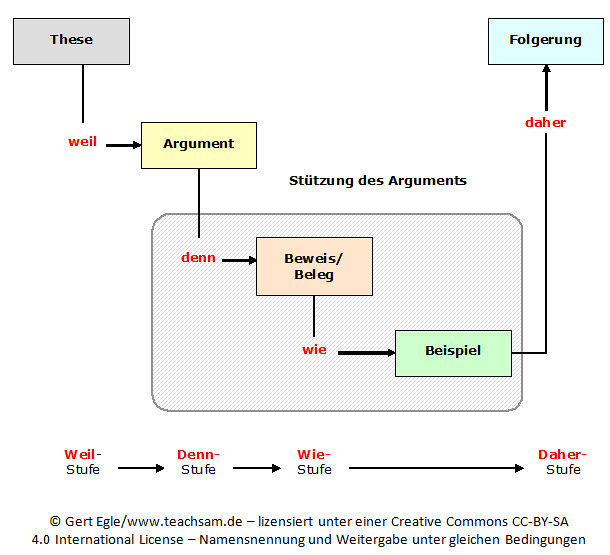 These
Folgerung
weil
Argument
daher
Stützung des Arguments
denn
Beweis/
Beleg
wie
Beispiel
Weil-
Stufe
Denn-
Stufe
Wie-
Stufe
Daher-
Stufe
© Gert Egle/www.teachsam.de – lizensiert unter einer Creative Commons CC-BY-SA
4.0 International License – Namensnennung und Weitergabe unter gleichen Bedingungen